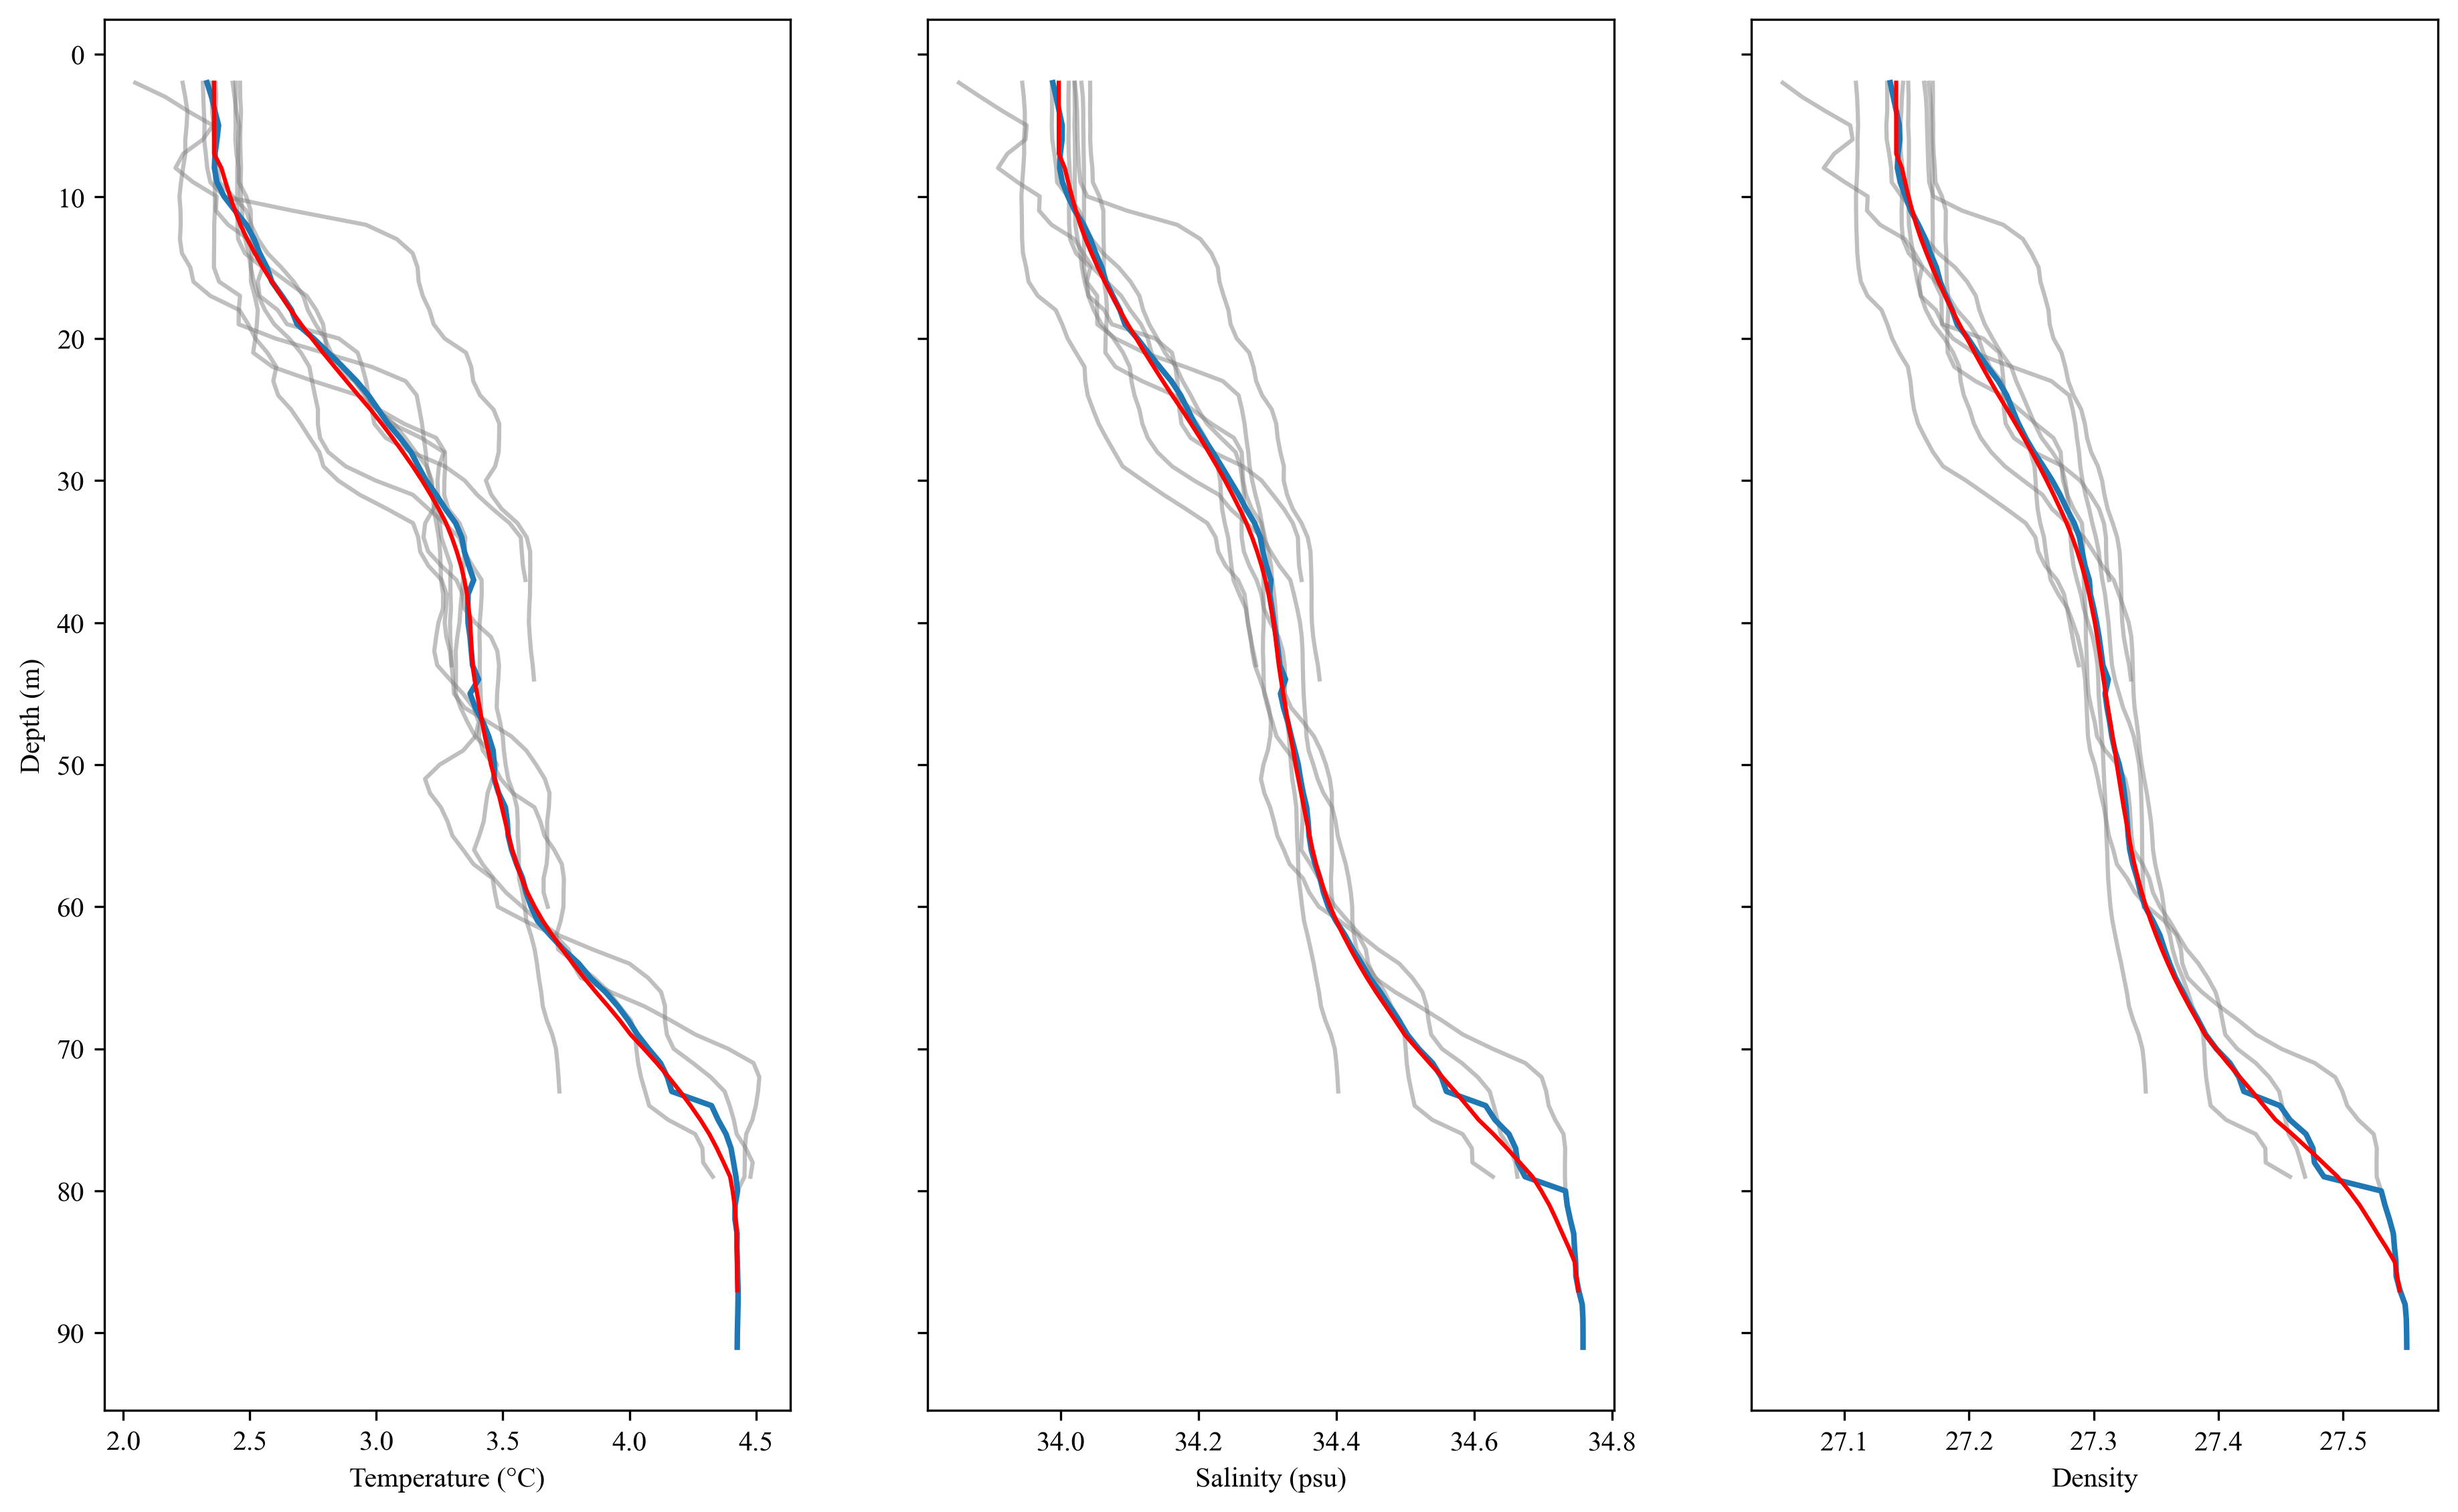 0
10
20
30
40
50
60
70
80
90
Depth (m)
2.0 2.5 3.0 3.5 4.0 4.5
Temperature (°C)
34.0 34.2 34.4 34.6 34.8
Salinity (psu)
27.1 27.2 27.3 27.4 27.5
Density